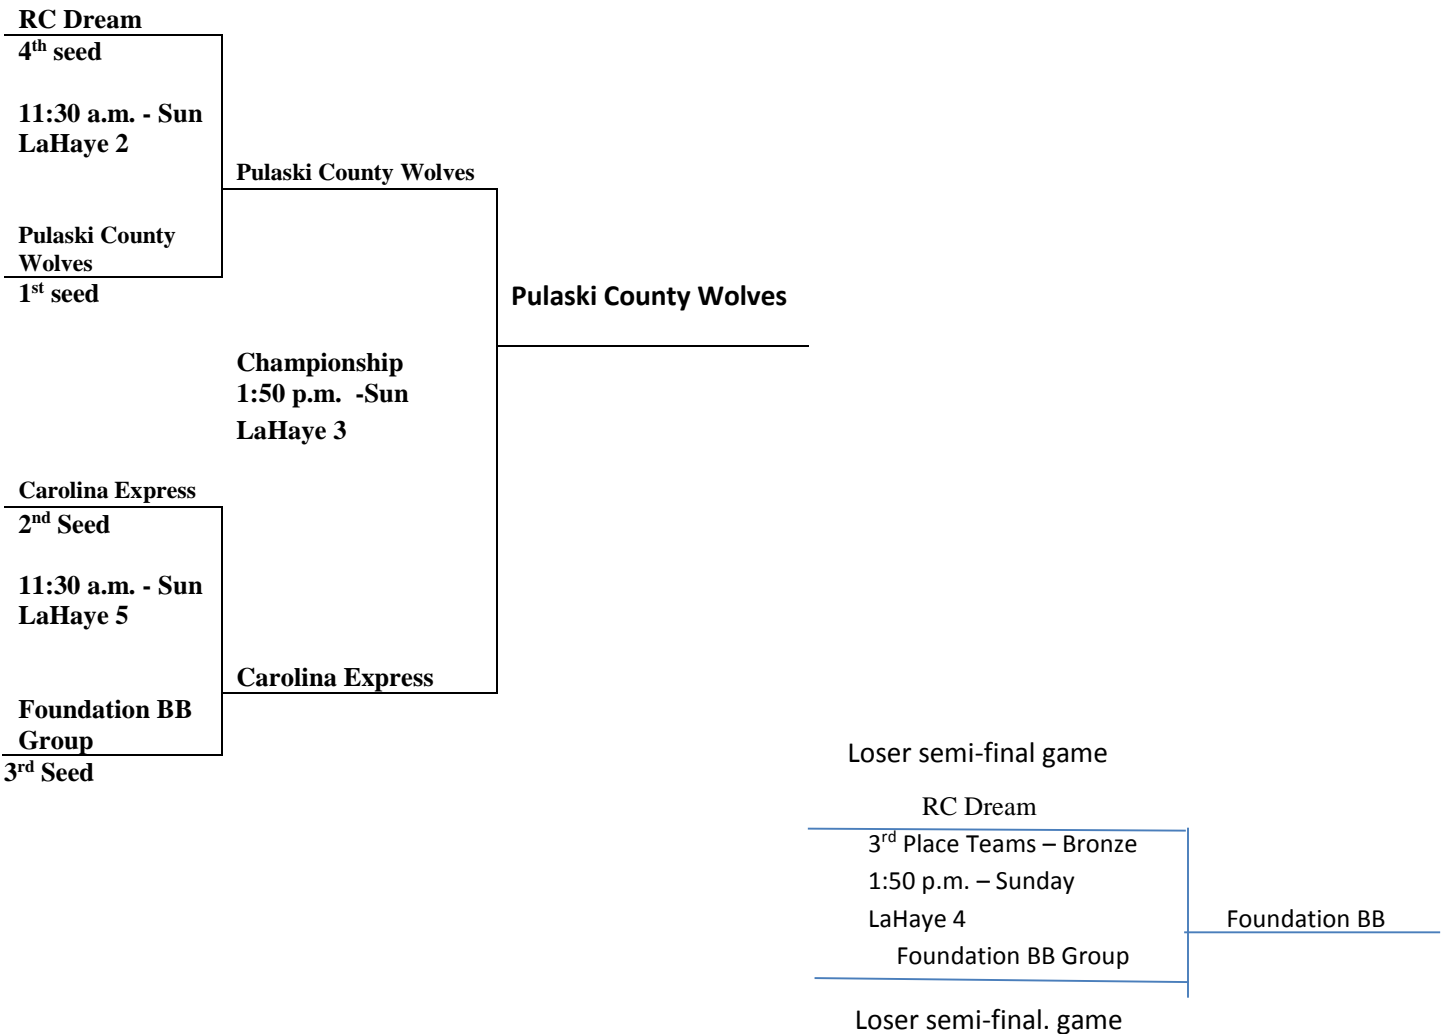 RC Dream
4th seed
11:30 a.m. - Sun
LaHaye 2
Pulaski County Wolves
Pulaski County
Wolves
1st seed
Pulaski County Wolves
Championship
1:50 p.m.  -Sun
LaHaye 3
Carolina Express
2nd Seed
11:30 a.m. - Sun
LaHaye 5
Carolina Express
Foundation BB
Group
3rd Seed
Loser semi-final game
RC Dream
3rd Place Teams – Bronze
1:50 p.m. – Sunday
LaHaye 4
Foundation BB
Foundation BB Group
Loser semi-final. game